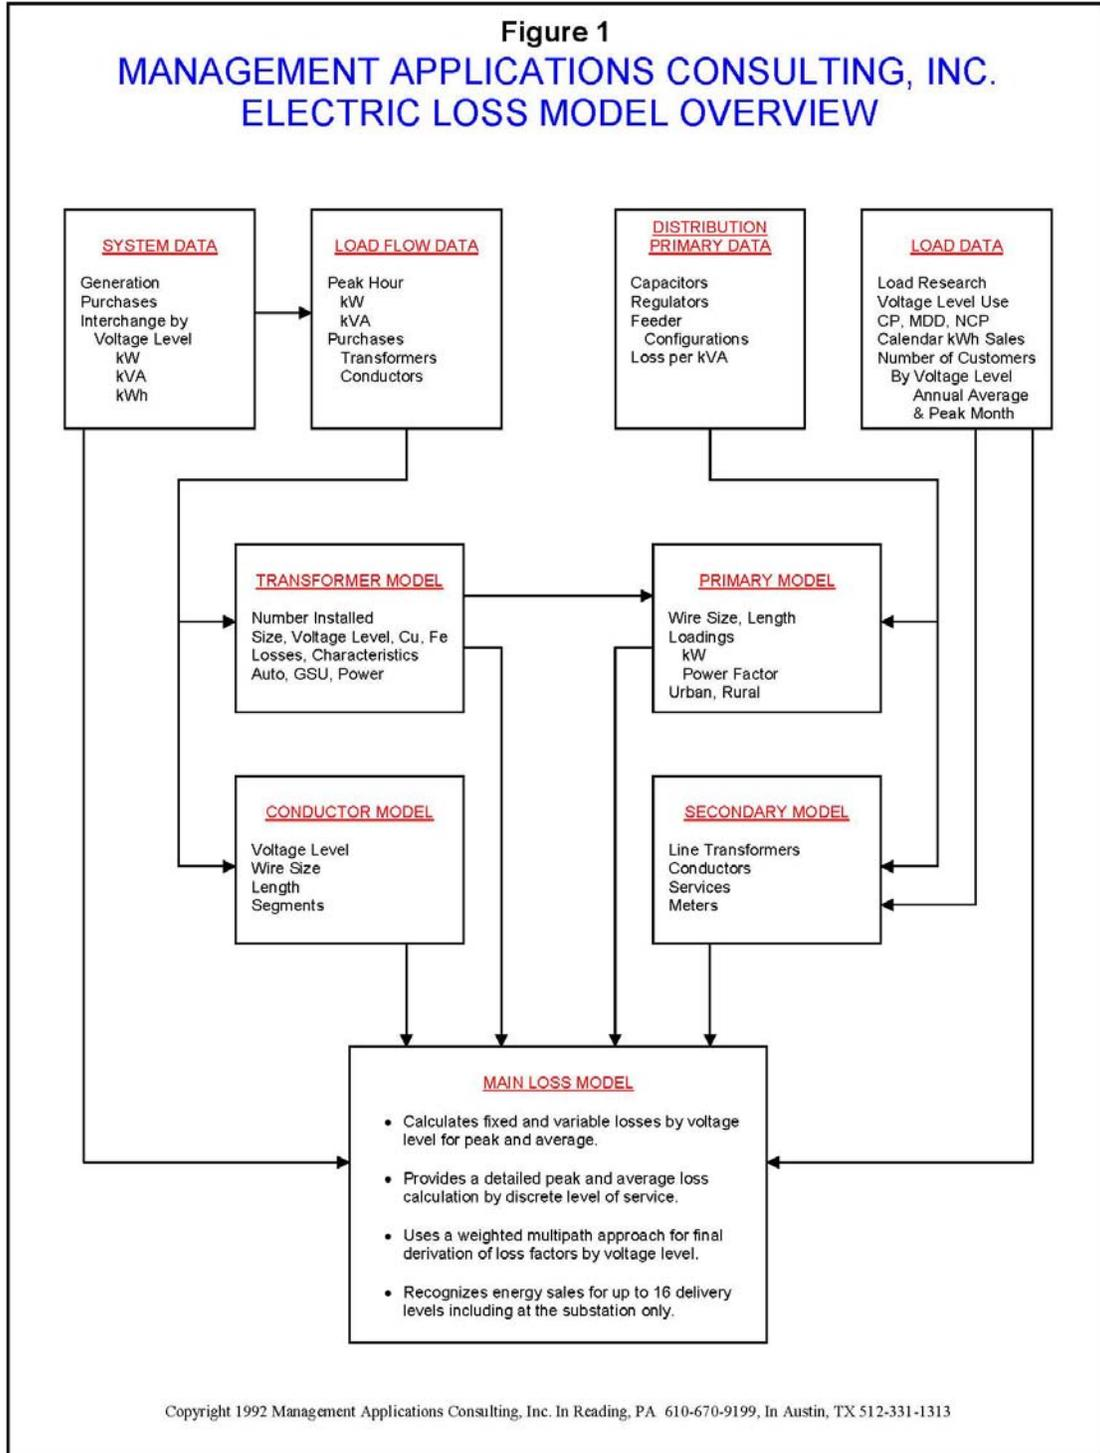 Figure 1
MANAGEMENT APPLICATIONS CONSULTING, INC.
ELECTRIC LOSS MODEL OVERVIEW
SYSTEM DATA
Generation
Purchases
Interchange by
Voltage Level
kW
kVA
kWh
LOAD FLOW DATA
Peak Hour
kW
kVA
Purchases
Transformers
Conductors
DISTRIBUTION
PRIMARY DATA
Capacitors
Regulators
Feeder
Configurations
Loss per kVA
LOAD DATA
Load Research
Voltage Level Use
CP, MDD, NCP
Calendar kWh Sales
Number of Customers
By Voltage Level
Annual Average
& Peak Month
TRANSFORMER MODEL
Number Installed
Size, Voltage Level, Cu, Fe
Losses, Characteristics
Auto, GSU, Power
PRIMARY MODEL
Wire Size, Length
Loadings
kW
Power Factor
Urban, Rural
CONDUCTOR MODEL
Voltage Level
Wire Size
Length
Segments
SECONDARY MODEL
Line Transformers
Conductors
Services
Meters
MAIN LOSS MODEL
• Calculates fixed and variable losses by voltage
level for peak and average.
• Provides a detailed peak and average loss
calculation by discrete level of service.
• Uses a weighted multipath approach for final
derivation of loss factors by voltage level.
• Recognizes energy sales for up to 16 delivery
levels including at the substation only.
Copyright 1992 Management Applications Consulting, Inc. In Reading, PA 610-670-9199, In Austin, TX 512-331-1313